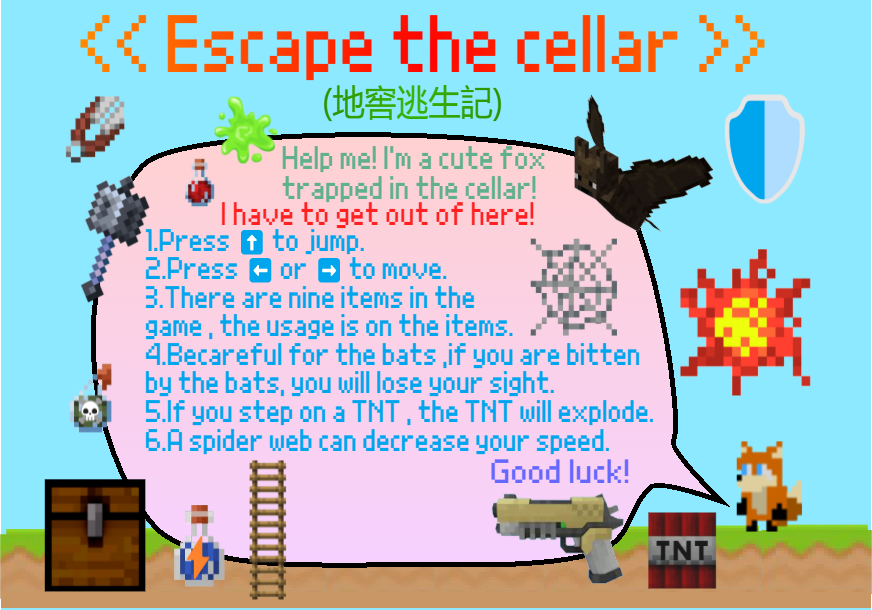 << Escape the cellar >>
(地窖逃生記)
Help me! I'm a cute fox
trapped in the cellar!
I have to get out of here!
1.Press ⬆ to jump.
2.Press ⬅ or ➡ to move.
3.There are nine items in the
game , the usage is on the items.
4.Becareful for the bats ,if you are bitten
by the bats, you will lose your sight.
5.If you step on a TNT , the TNT will explode.
6.A spider web can decrease your speed.
Good luck!
TNT